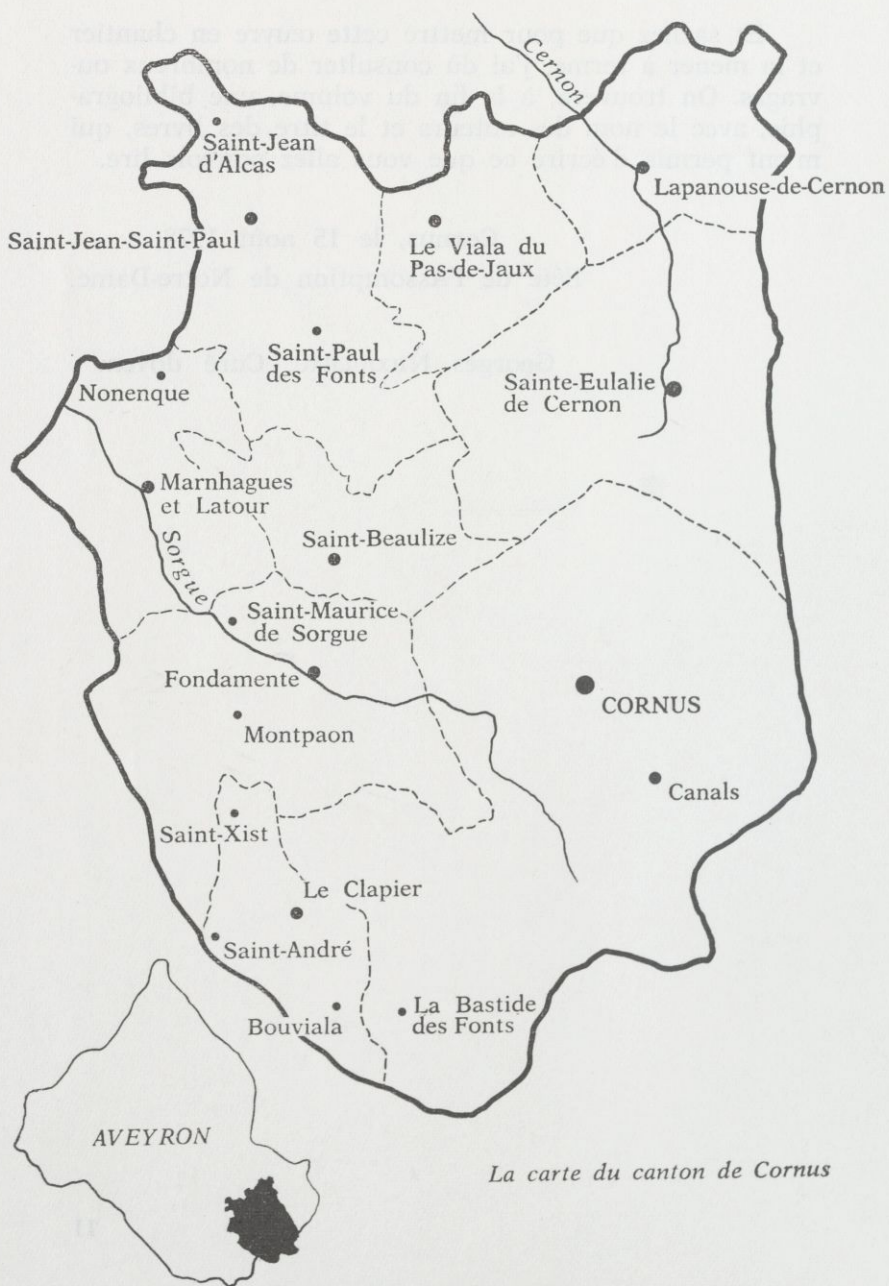 Cernon
Saint-Jean
d'Alcas
Lapanouse-de-Cernon
Saint-Jean-Saint-Paul
Le Viala du
Pas-de-Jaux
Saint-Paul
des Fonts
Nonenque
Sainte-Eulalie
de Cernon
Marnhagues
et Latour
Saint-Beaulize
Sorgue
Saint-Maurice
de Sorgue
Fondamente
CORNUS
Montpaon
Canals
Saint-Xist
Le Clapier
Saint-André
Bouviala
La Bastide
des Fonts
AVEYRON
La carte du canton de Cornus